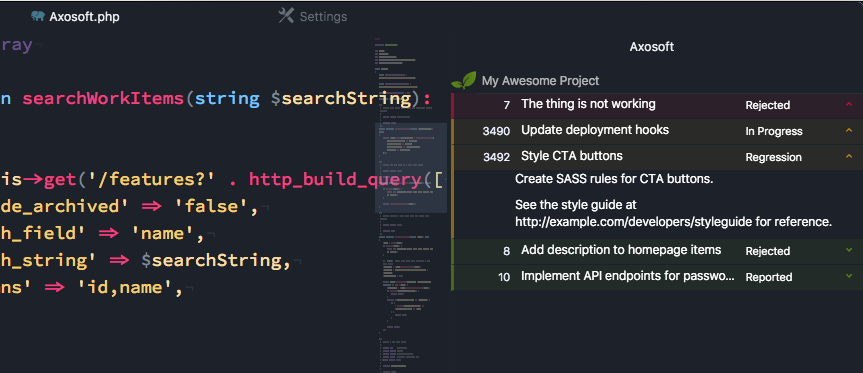 Axosoft.php
Settings
ray
n searchWorkItems(string $searchString):
is->get('/features?' . http_build_query([
de_archived' => 'false',
h_field' => 'name',
h_string' => $searchString,
ns' => 'id,name',
Axosoft
My Awesome Project
7 The thing is not working Rejected
3490 Update deployment hooks In Progress
3492 Style CTA buttons Regression
Create SASS rules for CTA buttons.
See the style guide at
http://example.com/developers/styleguide for reference.
8 Add description to homepage items Rejected
10 Implement API endpoints for passwo... Reported